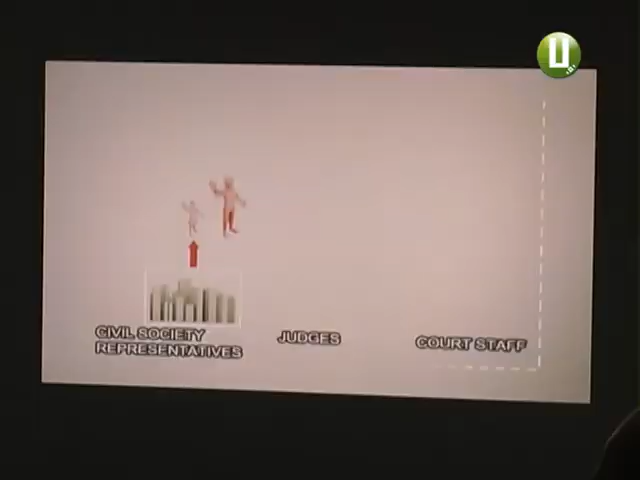 CIVIL SOCIETY
REPRESENTATIVES
JUDGES
COURT STAFF